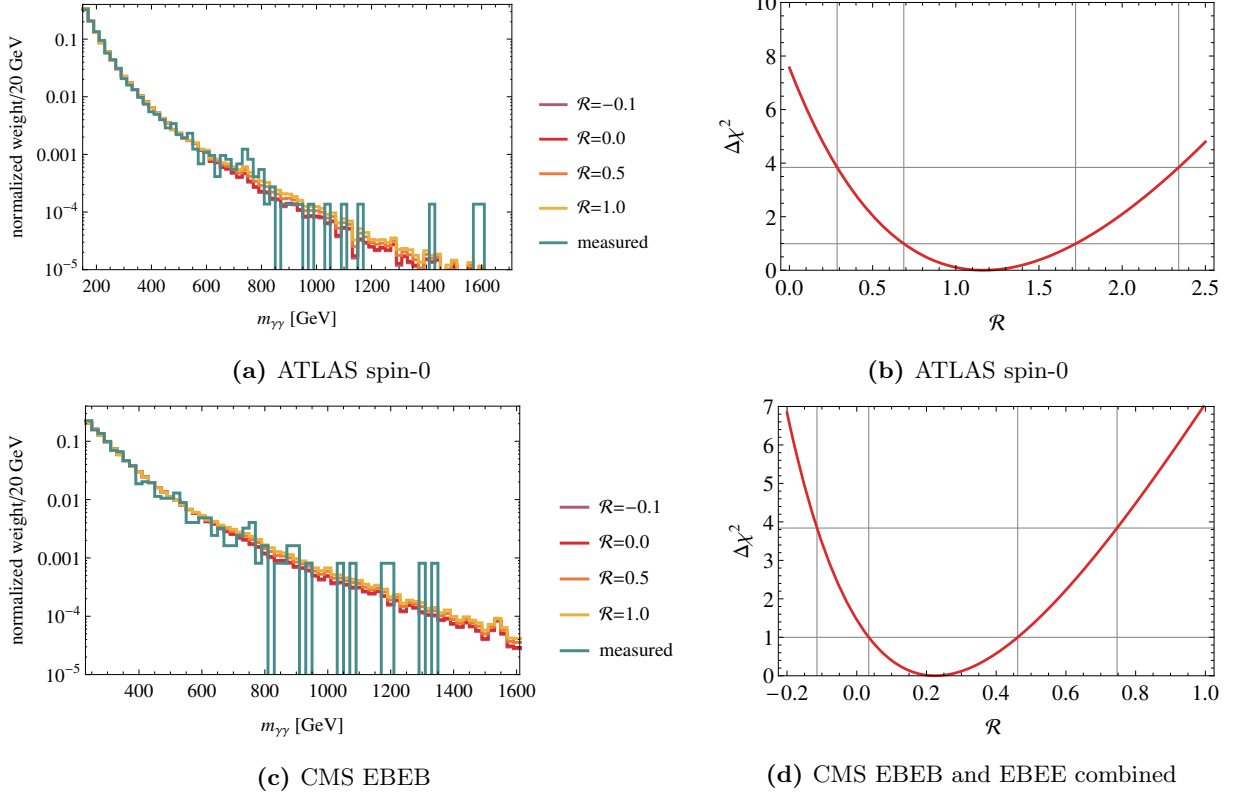 normalized weight/20 GeV
0.1
0.01
0.001
10⁻⁴
10⁻⁵
200 400 600 800 1000 1200 1400 1600
mγγ [GeV]
ℛ=-0.1
ℛ=0.0
ℛ=0.5
ℛ=1.0
measured
(a) ATLAS spin-0
Δχ²
10
8
6
4
2
0
0.0 0.5 1.0 1.5 2.0 2.5
ℛ
(b) ATLAS spin-0
normalized weight/20 GeV
0.1
0.01
0.001
10⁻⁴
10⁻⁵
400 600 800 1000 1200 1400 1600
mγγ [GeV]
ℛ=-0.1
ℛ=0.0
ℛ=0.5
ℛ=1.0
measured
(c) CMS EBEB
Δχ²
7
6
5
4
3
2
1
0
-0.2 0.0 0.2 0.4 0.6 0.8 1.0
ℛ
(d) CMS EBEB and EBEE combined